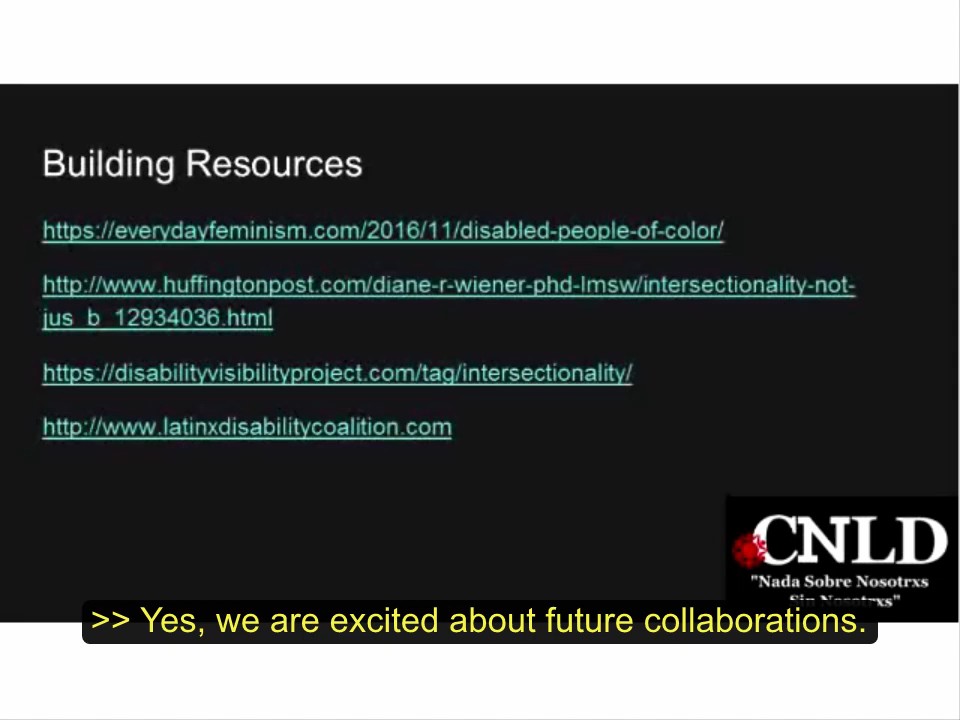 Building Resources
https://everydayfeminism.com/2016/11/disabled-people-of-color/
http://www.huffingtonpost.com/diane-r-wiener-phd-lmsw/intersectionality-not-
jus_b_12934036.html
https://disabilityvisibilityproject.com/tag/intersectionality/
http://www.latinxdisabilitycoalition.com
CNLD
"Nada Sobre Nosotrxs
Sin Nosotrxs"
>> Yes, we are excited about future collaborations.